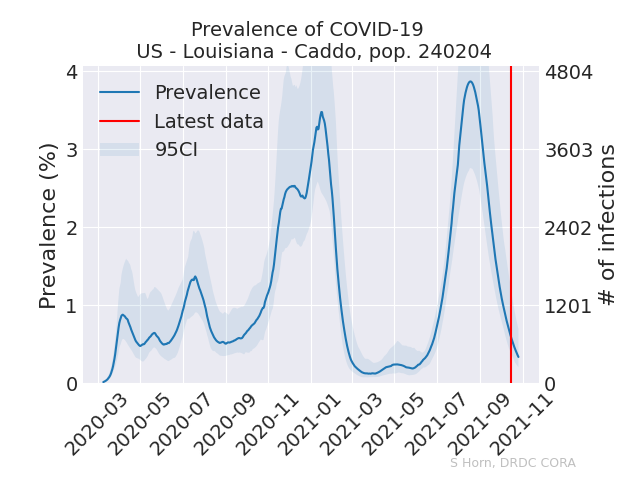 Prevalence of COVID-19
US - Louisiana - Caddo, pop. 240204
Prevalence (%)
4
3
2
1
0
Prevalence
Latest data
95CI
4804
3603
2402
1201
0
# of infections
2020-03
2020-05
2020-07
2020-09
2020-11
2021-01
2021-03
2021-05
2021-07
2021-09
2021-11
S Horn, DRDC CORA